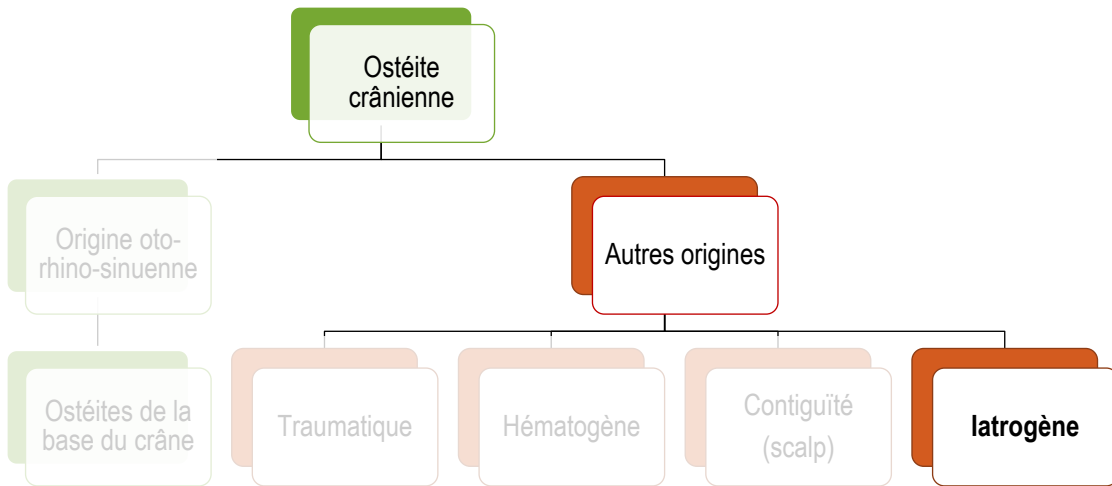 Ostéite
crânienne
Origine oto-
rhino-sinuenne
Autres origines
Ostéites de la
base du crâne
Traumatique
Hématogène
Contiguïté
(scalp)
Iatrogène